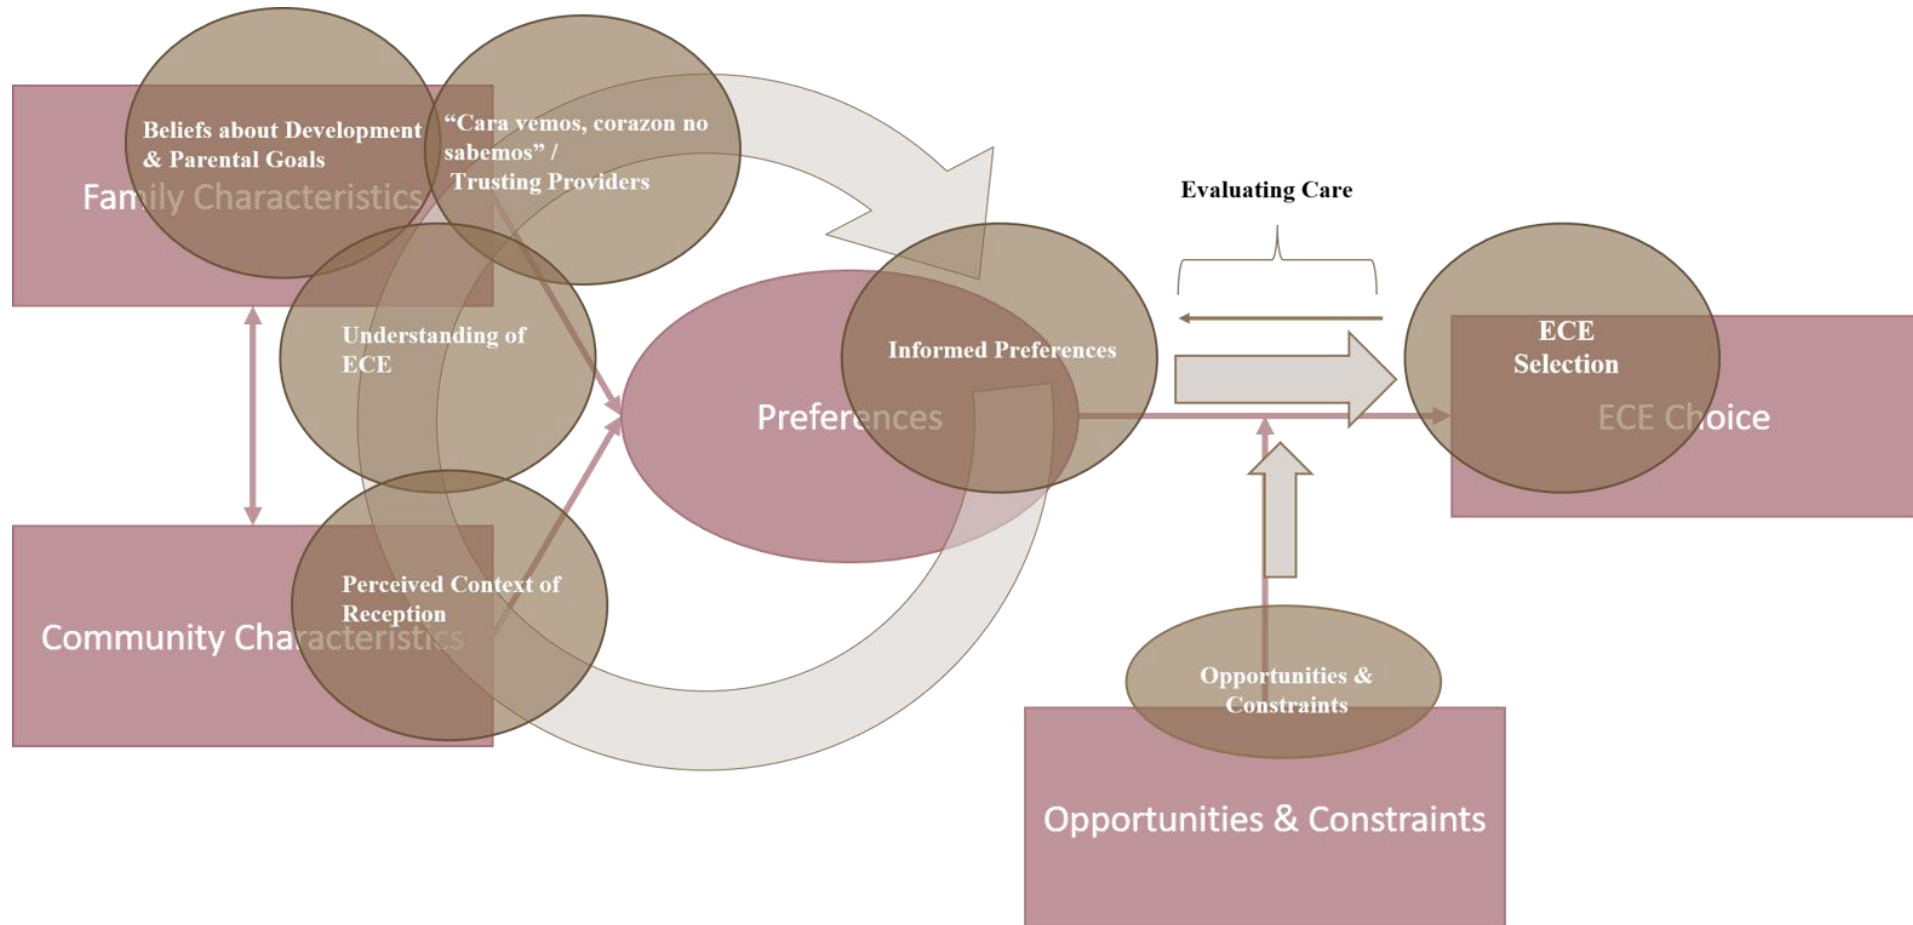 Beliefs about Development
& Parental Goals
Family Characteristics
“Cara vemos, corazon no
sabemos” /
Trusting Providers
Understanding of
ECE
Perceived Context of
Reception
Community Characteristics
Informed Preferences
Preferences
Evaluating Care
ECE
Selection
ECE Choice
Opportunities &
Constraints
Opportunities & Constraints